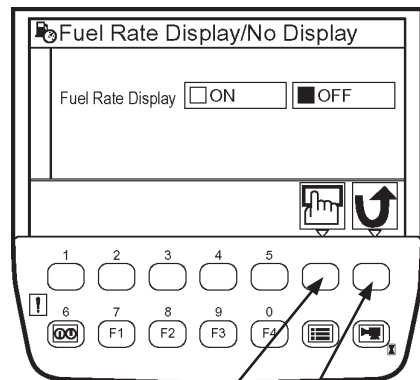 Fuel Rate Display/No Display
Fuel Rate Display ON OFF
1 2 3 4 5
6 7 8 9 0
F1 F2 F3 F4